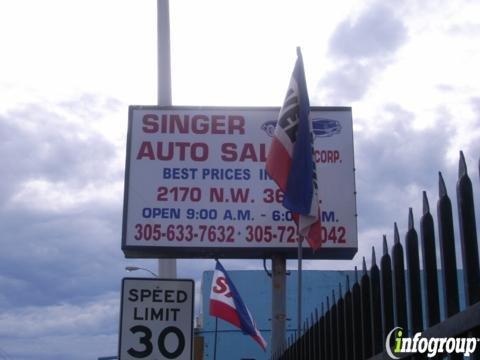 SINGER
AUTO SAL CORP.
BEST PRICES IN
2170 N.W. 36
OPEN 9:00 A.M. - 6: P.M.
305-633-7632 • 305-72 042
SPEED
LIMIT
30
infogroup